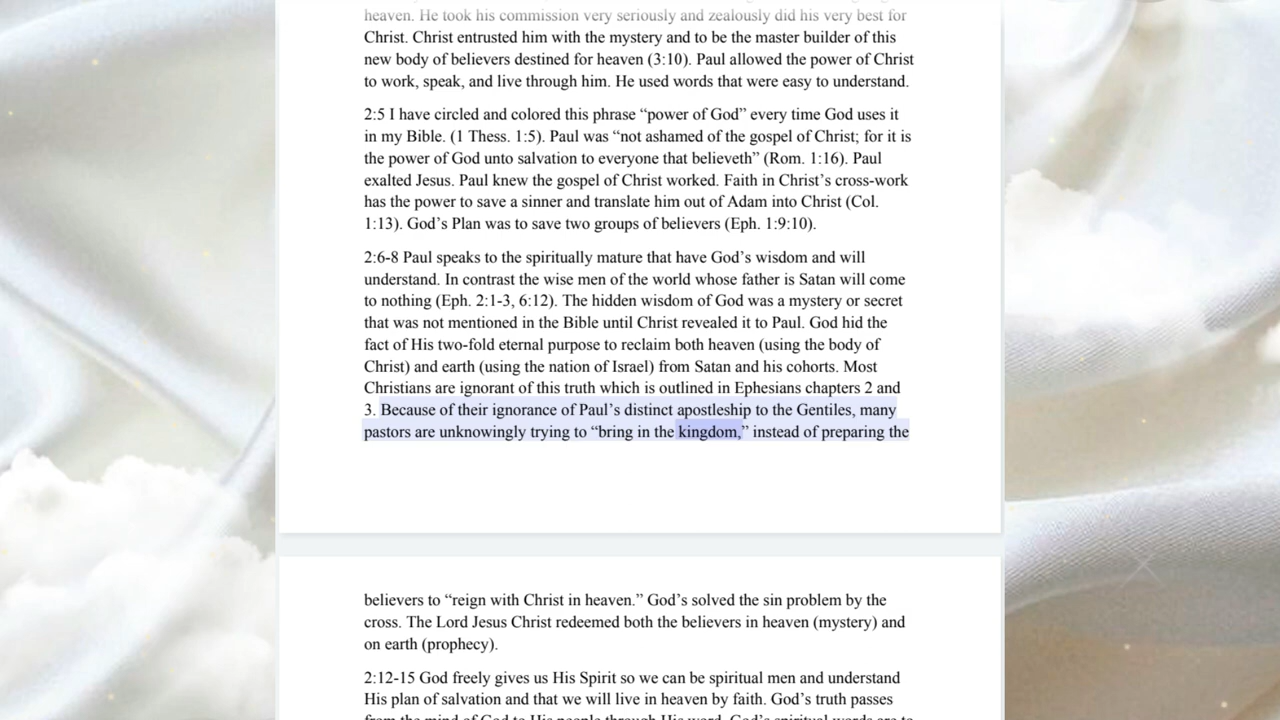 heaven. He took his commission very seriously and zealously did his very best for
Christ. Christ entrusted him with the mystery and to be the master builder of this
new body of believers destined for heaven (3:10). Paul allowed the power of Christ
to work, speak, and live through him. He used words that were easy to understand.
2:5 I have circled and colored this phrase “power of God” every time God uses it
in my Bible. (1 Thess. 1:5). Paul was “not ashamed of the gospel of Christ; for it is
the power of God unto salvation to everyone that believeth” (Rom. 1:16). Paul
exalted Jesus. Paul knew the gospel of Christ worked. Faith in Christ’s cross-work
has the power to save a sinner and translate him out of Adam into Christ (Col.
1:13). God’s Plan was to save two groups of believers (Eph. 1:9:10).
2:6-8 Paul speaks to the spiritually mature that have God’s wisdom and will
understand. In contrast the wise men of the world whose father is Satan will come
to nothing (Eph. 2:1-3, 6:12). The hidden wisdom of God was a mystery or secret
that was not mentioned in the Bible until Christ revealed it to Paul. God hid the
fact of His two-fold eternal purpose to reclaim both heaven (using the body of
Christ) and earth (using the nation of Israel) from Satan and his cohorts. Most
Christians are ignorant of this truth which is outlined in Ephesians chapters 2 and
3. Because of their ignorance of Paul’s distinct apostleship to the Gentiles, many
pastors are unknowingly trying to “bring in the kingdom,” instead of preparing the
believers to “reign with Christ in heaven.” God’s solved the sin problem by the
cross. The Lord Jesus Christ redeemed both the believers in heaven (mystery) and
on earth (prophecy).
2:12-15 God freely gives us His Spirit so we can be spiritual men and understand
His plan of salvation and that we will live in heaven by faith. God’s truth passes
from the mind of God to His people through His word. God’s spiritual words are to